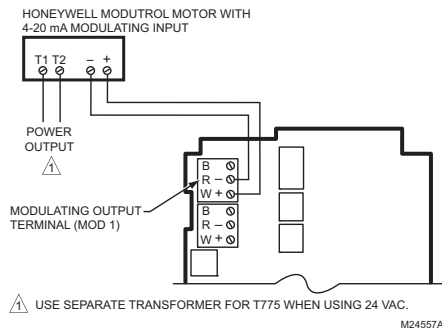 HONEYWELL MODUTROL MOTOR WITH
4-20 mA MODULATING INPUT
T1 T2 – +
POWER
OUTPUT
1
B
R –
W +
B
R –
W +
MODULATING OUTPUT
TERMINAL (MOD 1)
1 USE SEPARATE TRANSFORMER FOR T775 WHEN USING 24 VAC.
M24557A